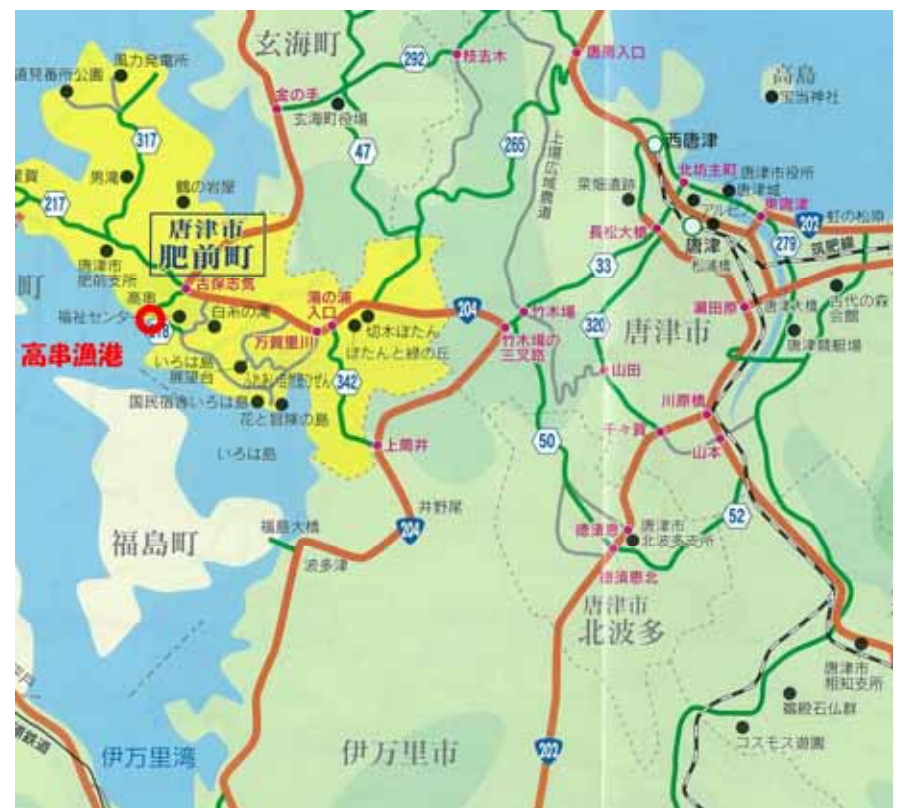 玄海町
風力発電所
292
枝去木
唐房入口
高島
宝当神社
金の手
玄海町役場
317
47
265
上場広域農道
西唐津
北坊主町
唐津市役所
唐津城
男滝
鶴の岩屋
菜畑遺跡
アルピノ
東唐津
202
虹の松原
217
唐津市
肥前町
長松大橋
唐津
松浦橋
279
筑肥線
唐津市
肥前支所
33
町
高串
古保志気
湯の浦
入口
204
竹木場
320
唐津市
瀬田原
唐津大橋
古代の森
会館
福祉センター
218
白糸の滝
万賀里川
切木ぼたん
ぼたんと緑の丘
竹木場の
三叉路
唐津競艇場
高串漁港
いろは島
展望台
342
山田
国民宿舎いろは島
花と冒険の島
川原橋
千々賀
山本
いろは島
上倉井
50
井野尾
52
福島町
福島大橋
204
波多津
徳須恵
唐津市
北波多支所
徳須恵北
唐津市
北波多
唐津市
相知支所
鵜殿石仏群
コスモス遊園
伊万里湾
伊万里市
202